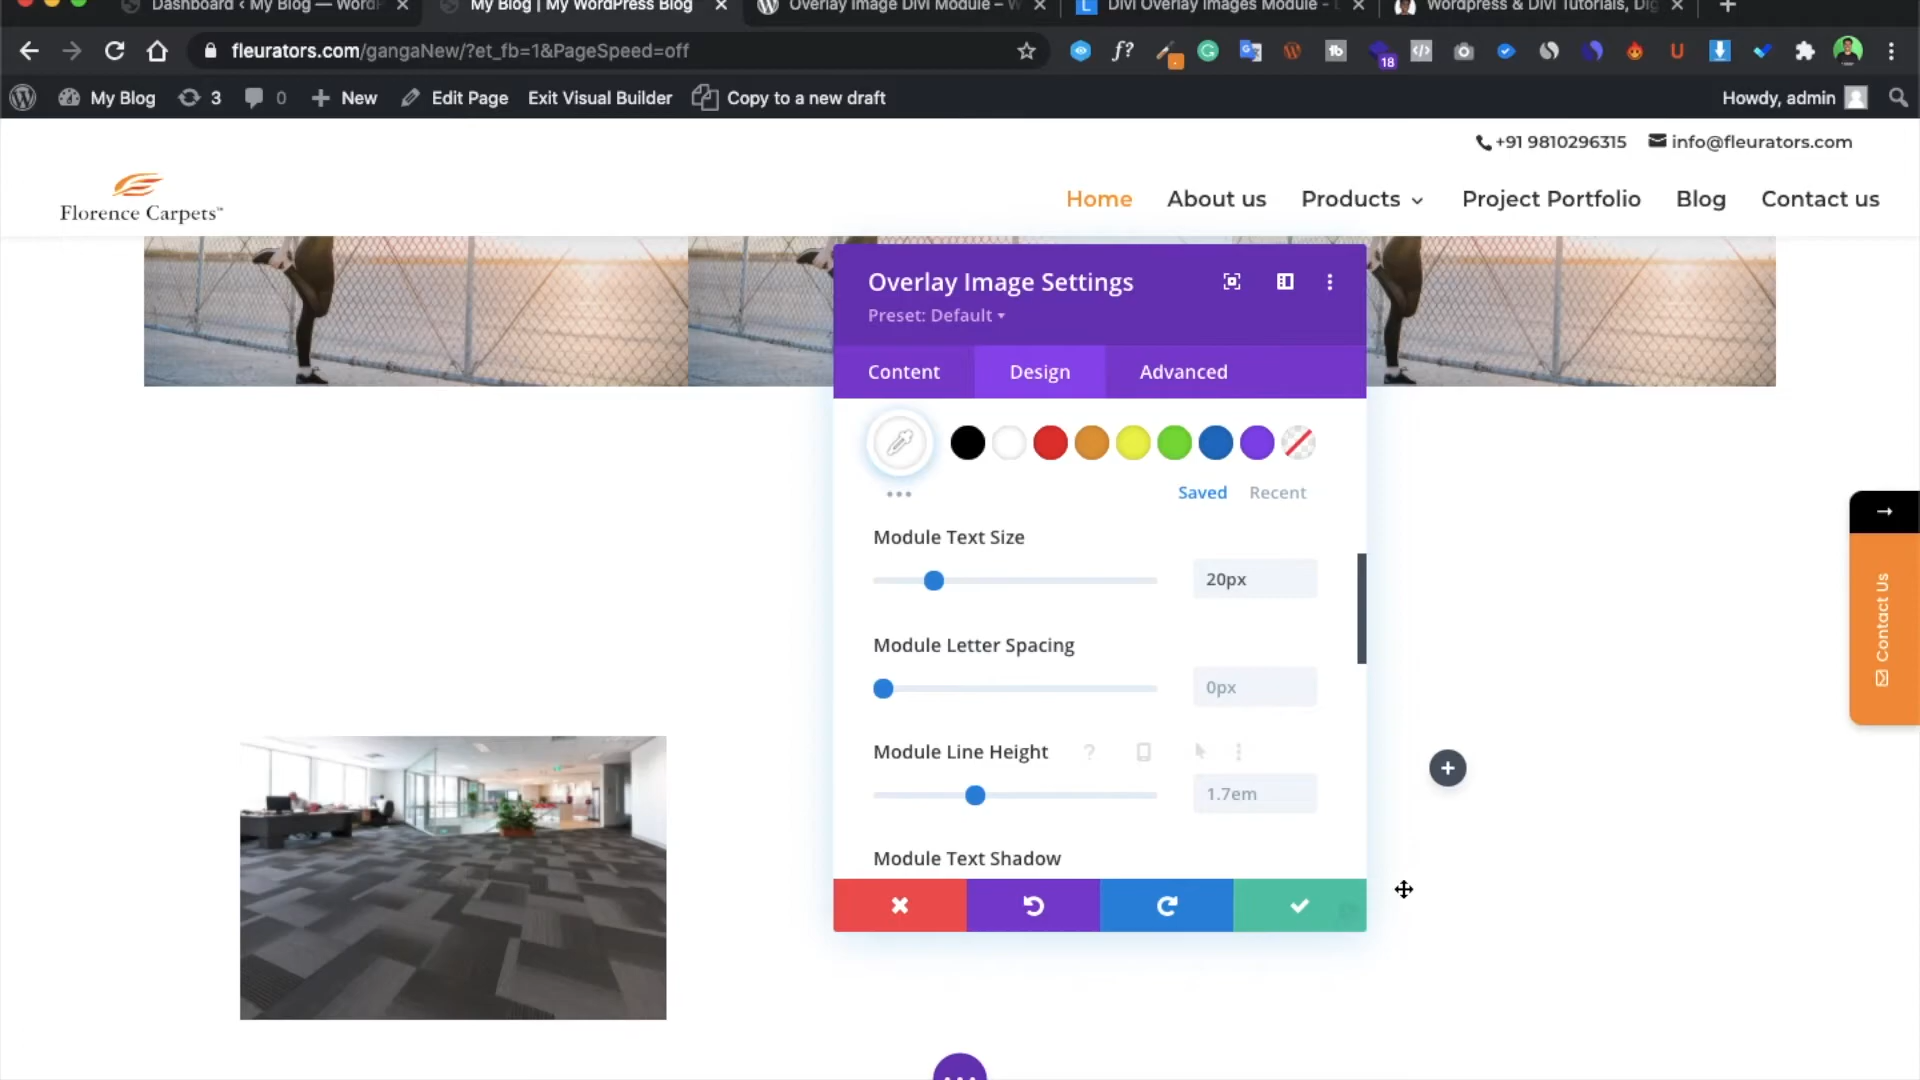 Dashboard ‹ My Blog — WordP
My Blog | My WordPress Blog
Overlay Image Divi Module – W
Divi Overlay Images Module -
Wordpress & Divi Tutorials, Dig
fleurators.com/gangaNew/?et_fb=1&PageSpeed=off
18
My Blog
3
0
New
Edit Page
Exit Visual Builder
Copy to a new draft
Howdy, admin
+91 9810296315
info@fleurators.com
Florence Carpets™
Home
About us
Products
Project Portfolio
Blog
Contact us
Overlay Image Settings
Preset: Default
Content
Design
Advanced
Saved
Recent
Module Text Size
20px
Module Letter Spacing
0px
Module Line Height
1.7em
Module Text Shadow
Contact Us